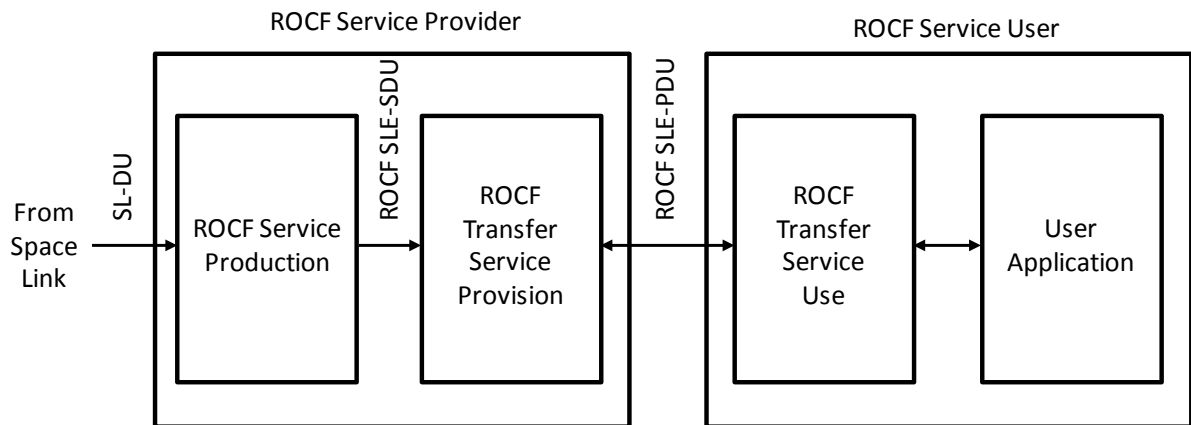 ROCF Service Provider
ROCF Service User
From
Space
Link
SL-DU
ROCF Service
Production
ROCF SLE-SDU
ROCF
Transfer
Service
Provision
ROCF SLE-PDU
ROCF
Transfer
Service
Use
User
Application